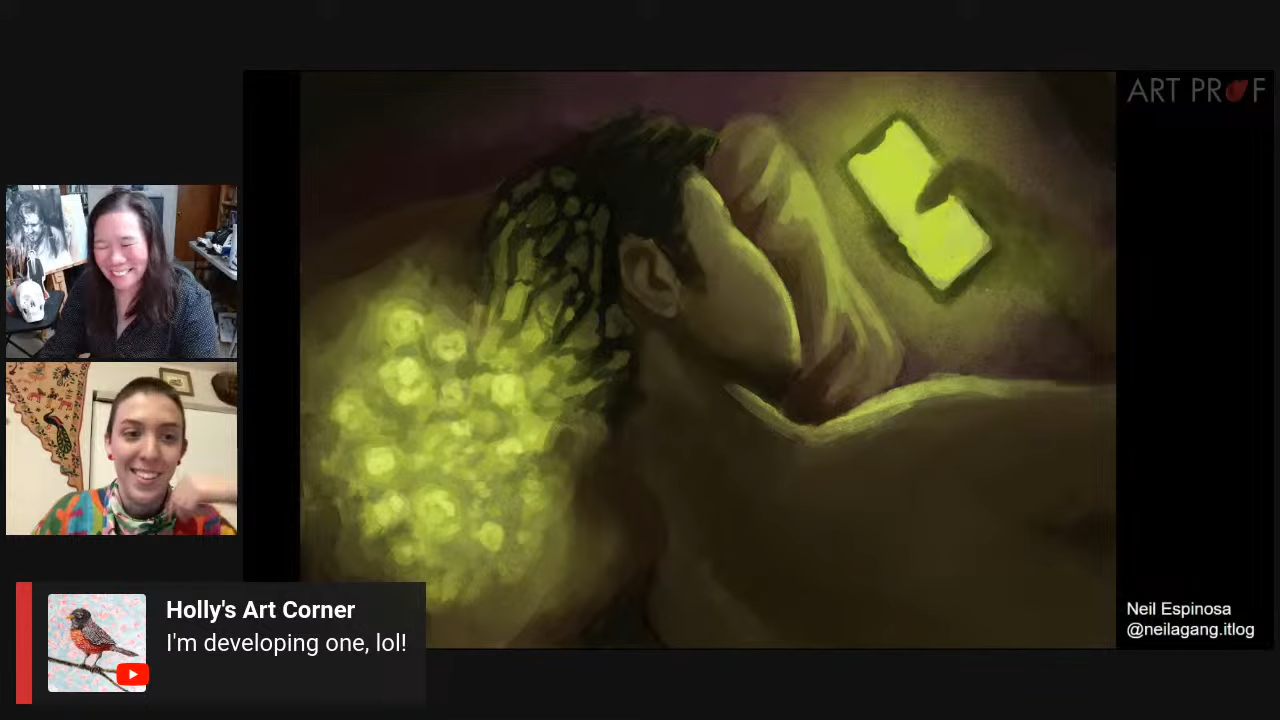 ART PROF
Holly's Art Corner
I'm developing one, lol!
Neil Espinosa
@neilagang.itlog